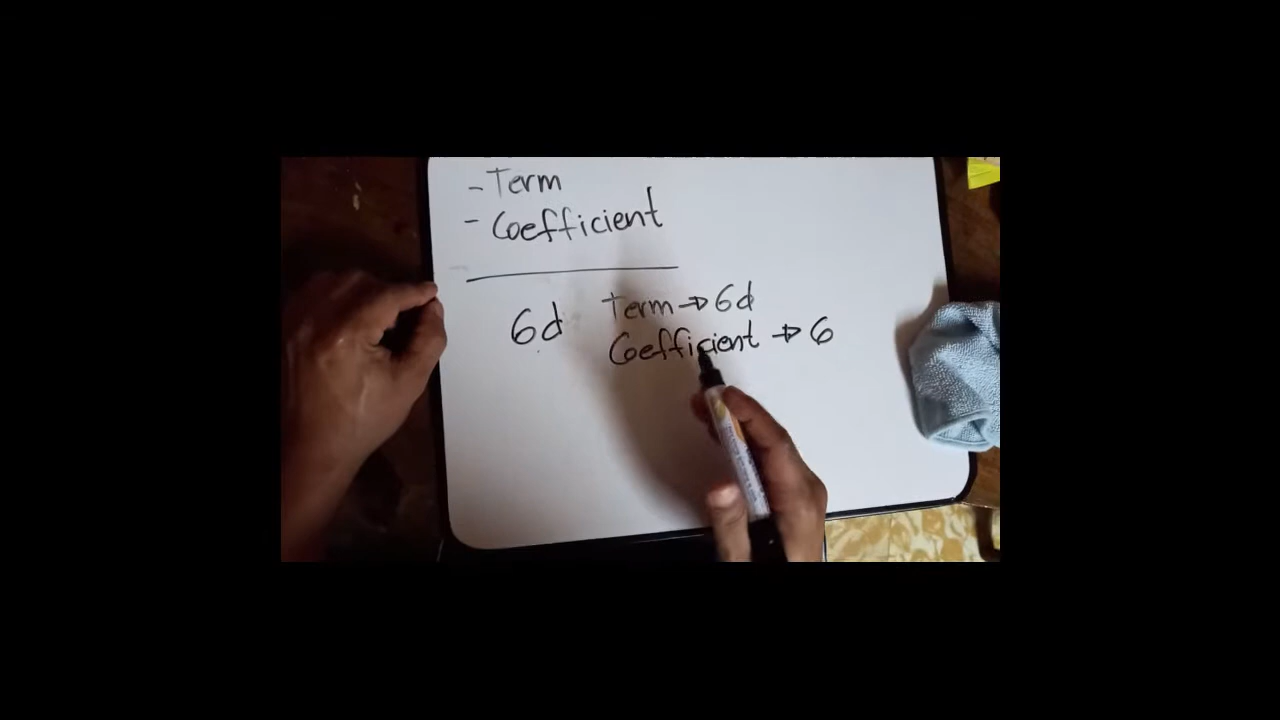 - Term
- Coefficient
6d
Term → 6d
Coefficient → 6